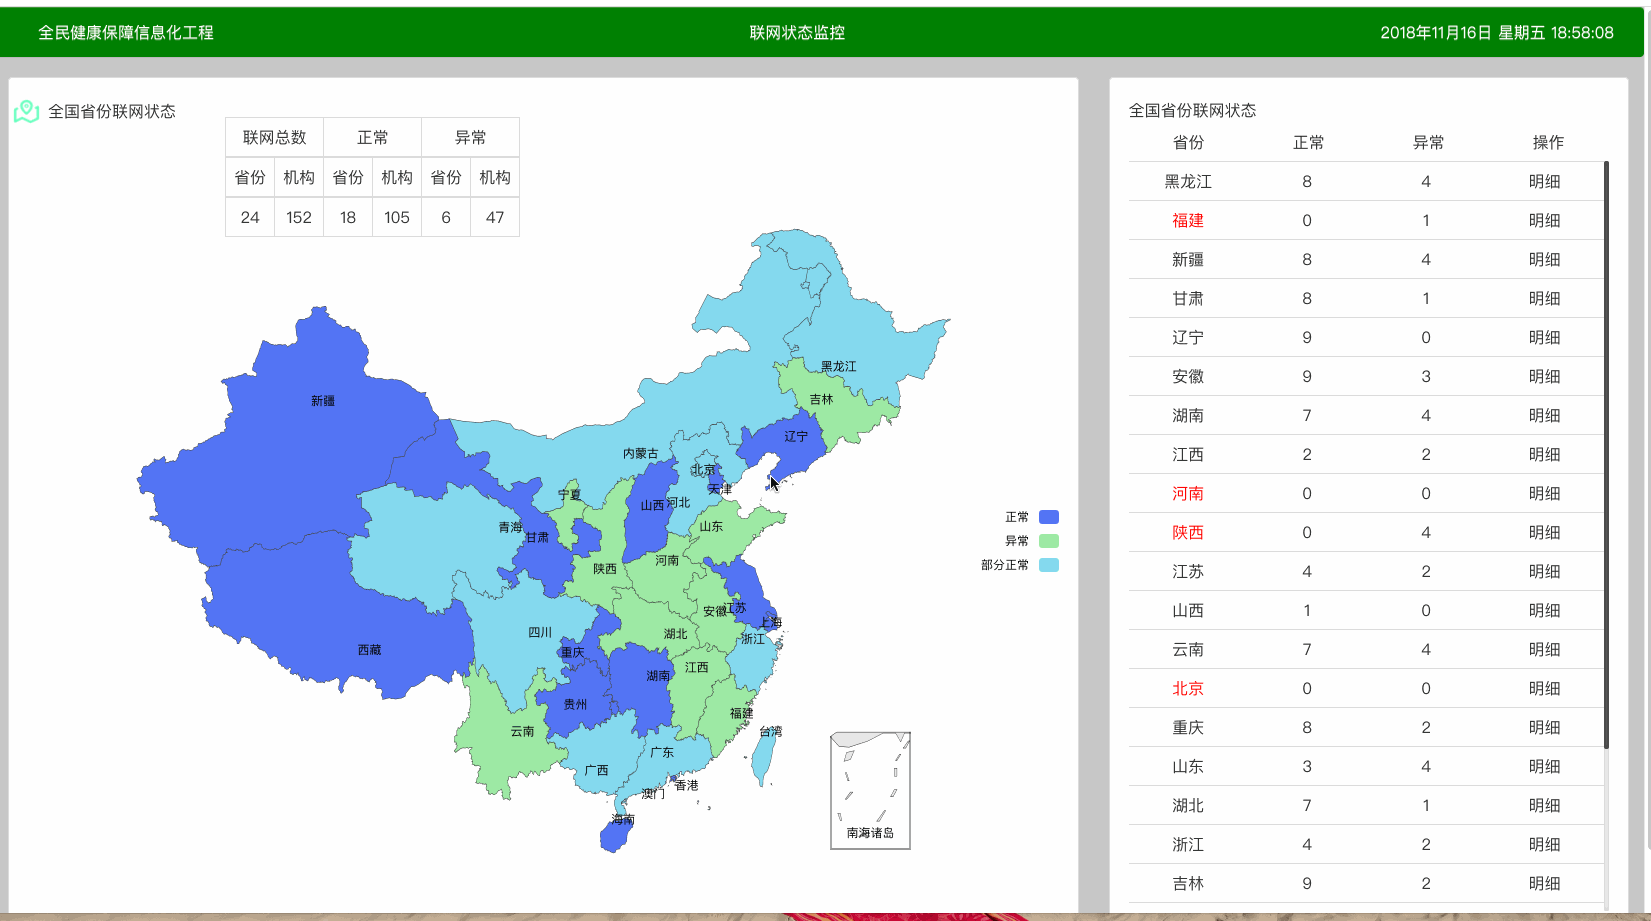 全民健康保障信息化工程 联网状态监控 2018年11月16日 星期五 18:58:08
全国省份联网状态
联网总数 正常 异常
省份 机构 省份 机构 省份 机构
24 152 18 105 6 47
黑龙江
吉林
新疆
辽宁
内蒙古
北京
天津
宁夏
山西
河北
青海
甘肃
山东
河南
陕西
安徽
江苏
上海
四川
湖北
浙江
西藏
重庆
江西
湖南
贵州
福建
云南
台湾
广东
广西
香港
澳门
海南
南海诸岛
正常
异常
部分正常
全国省份联网状态
省份 正常 异常 操作
黑龙江 8 4 明细
福建 0 1 明细
新疆 8 4 明细
甘肃 8 1 明细
辽宁 9 0 明细
安徽 9 3 明细
湖南 7 4 明细
江西 2 2 明细
河南 0 0 明细
陕西 0 4 明细
江苏 4 2 明细
山西 1 0 明细
云南 7 4 明细
北京 0 0 明细
重庆 8 2 明细
山东 3 4 明细
湖北 7 1 明细
浙江 4 2 明细
吉林 9 2 明细